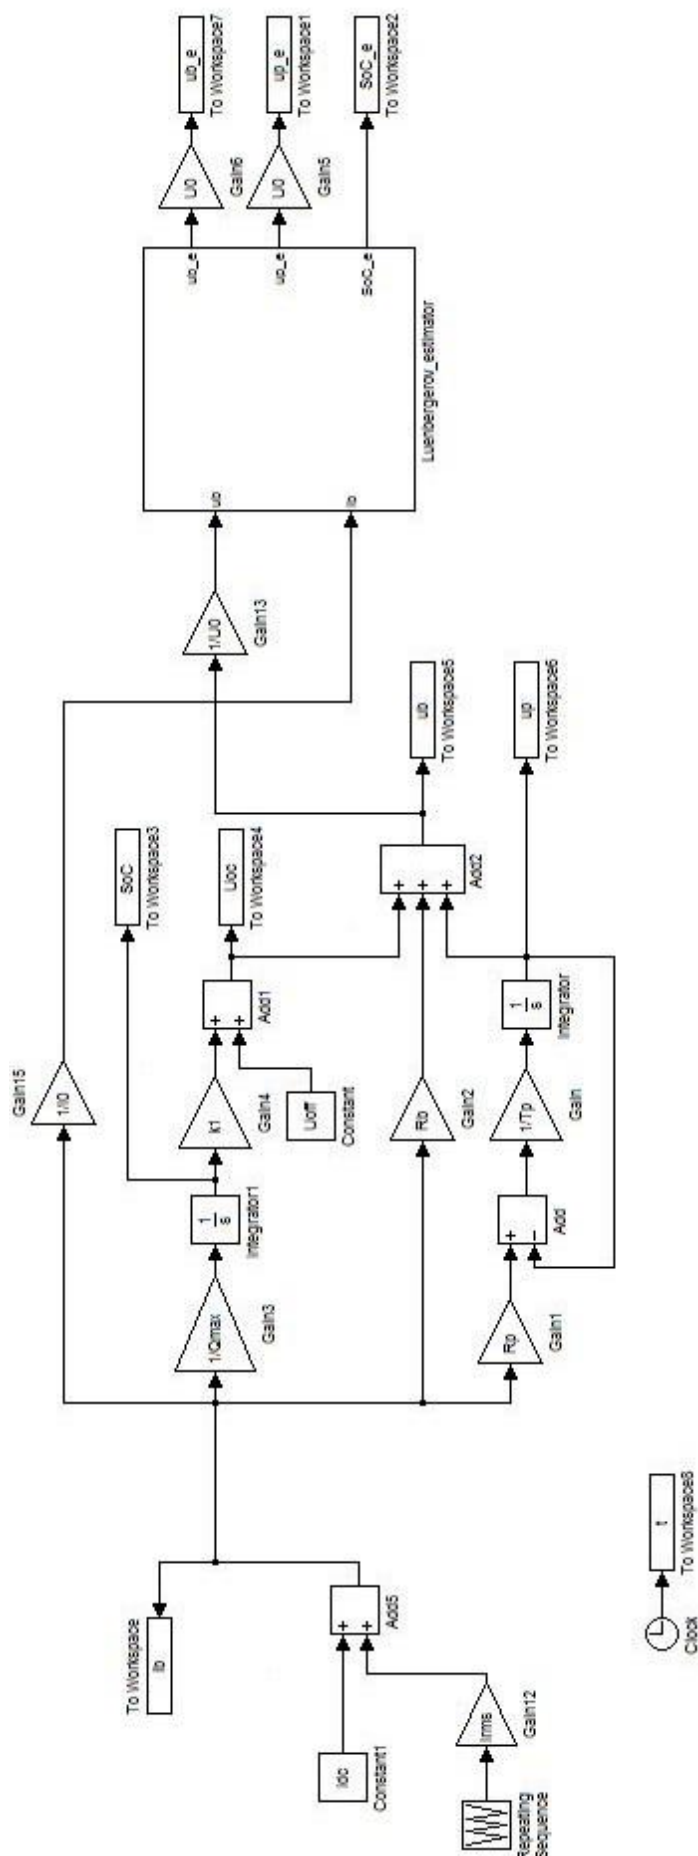 Repeating
Sequence
Irms
Gain12
Idc
Constant1
+
+
Add5
To Workspace
ib
Clock
t
To Workspace8
1/I0
Gain15
1/Qmax
Gain3
1
s
Integrator1
SoC
To Workspace3
k1
Gain4
Uoff
Constant
+
+
Add1
Uoc
To Workspace4
Rb
Gain2
Rp
Gain1
+
−
Add
1/Tp
Gain
1
s
Integrator
+
+
+
Add2
ub
To Workspace5
up
To Workspace6
1/U0
Gain13
ub
ib
ub_e
up_e
SoC_e
Luenbergerov_estimator
U0
Gain6
ub_e
To Workspace7
U0
Gain5
up_e
To Workspace1
SoC_e
To Workspace2